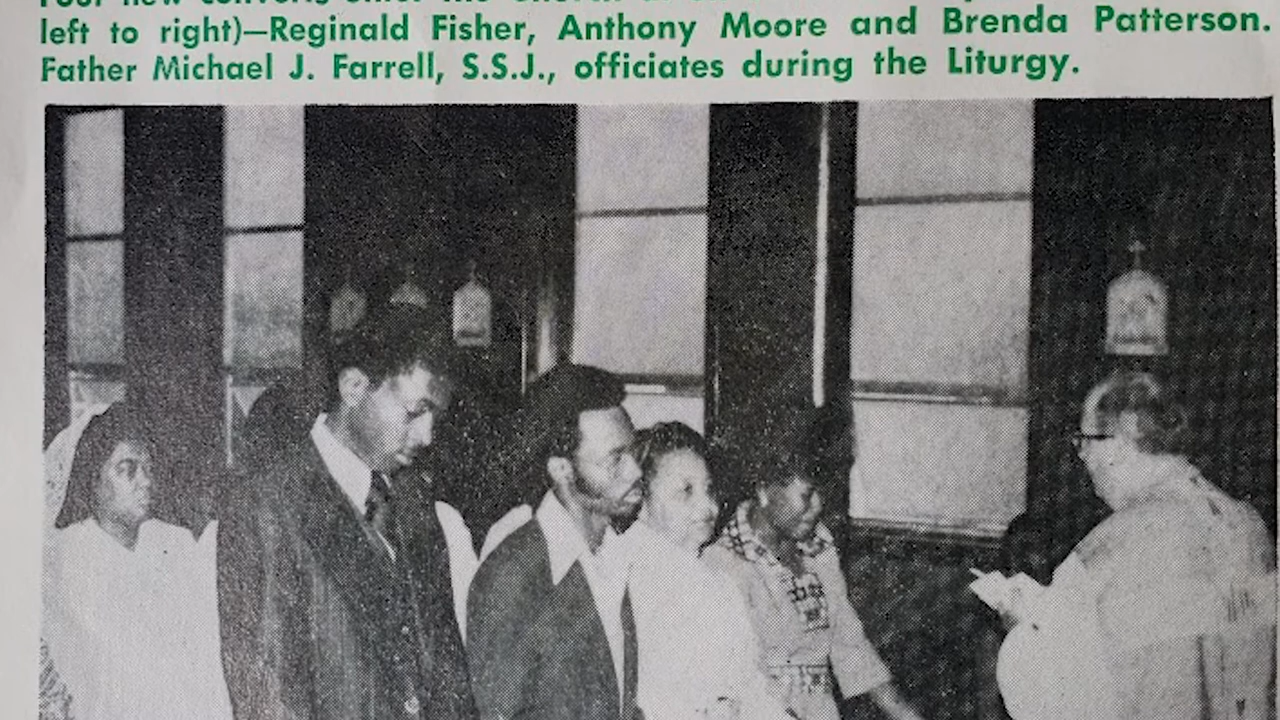 left to right)—Reginald Fisher, Anthony Moore and Brenda Patterson.
Father Michael J. Farrell, S.S.J., officiates during the Liturgy.